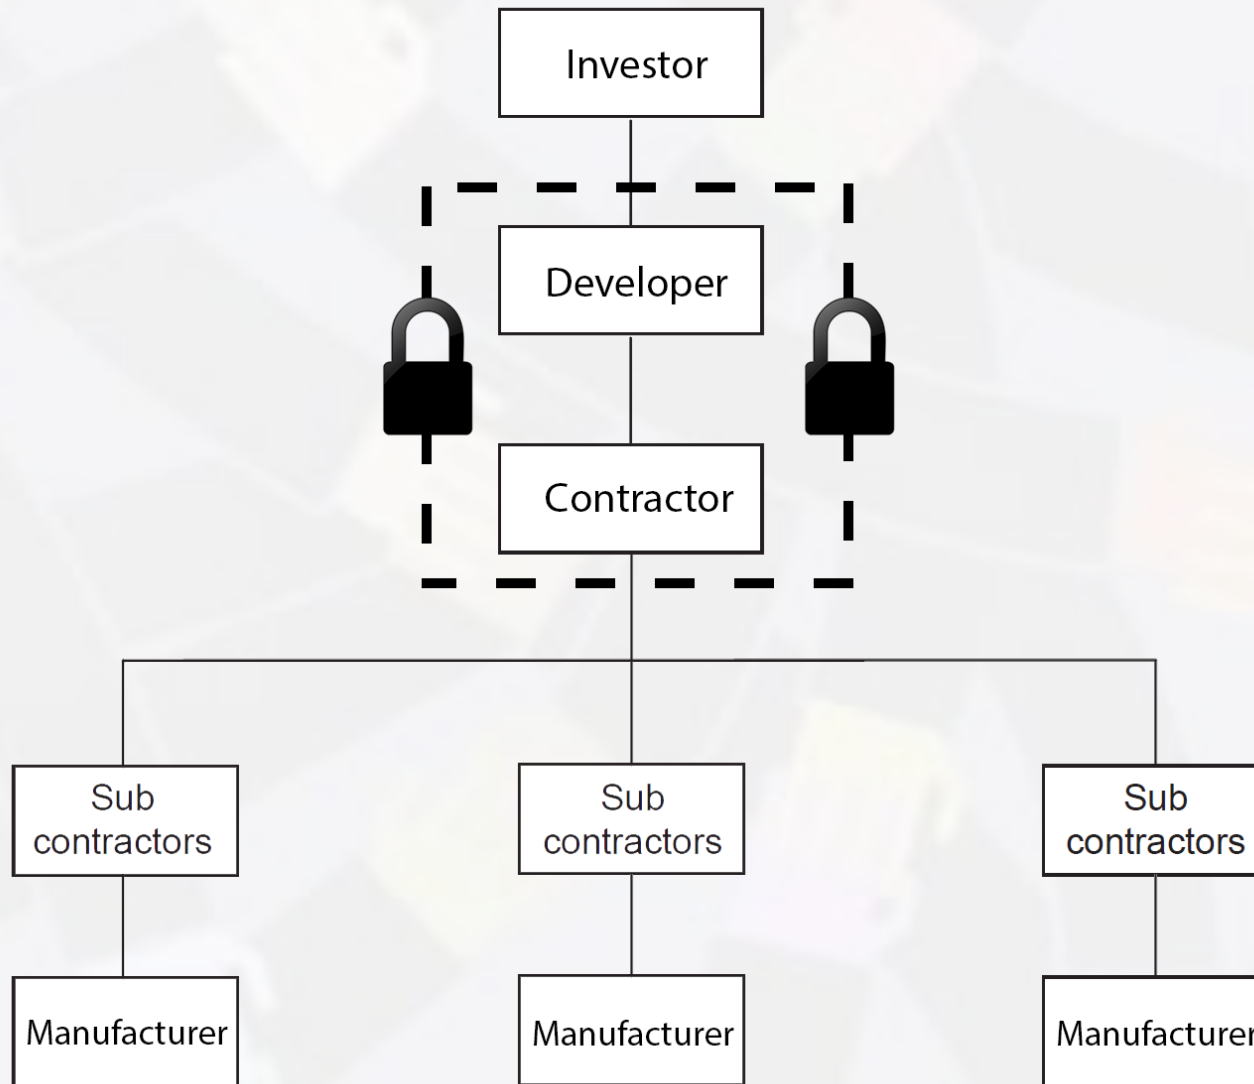 Investor
Developer
Contractor
Sub
contractors
Sub
contractors
Sub
contractors
Manufacturer
Manufacturer
Manufacturer